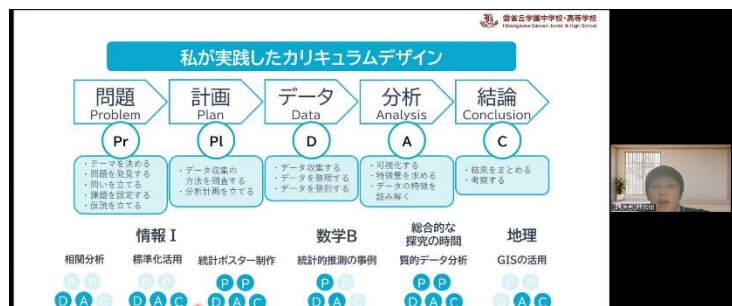 雲雀丘学園中学校・高等学校
Hibarigaoka Gakuen Junior & High School
私が実践したカリキュラムデザイン
問題
Problem
計画
Plan
データ
Data
分析
Analysis
結論
Conclusion
Pr
Pl
D
A
C
・テーマを決める
・問題を発見する
・問いを立てる
・課題を設定する
・仮説を立てる
・データ収集の
方法を調査する
・分析計画を立てる
・データ収集する
・データを整理する
・データを整形する
・可視化する
・特徴量を求める
・データの特徴を
読み解く
・結果をまとめる
・考察する
情報Ⅰ
数学B
総合的な
探究の時間
地理
相関分析
標準化活用
統計ポスター制作
統計的推測の事例
質的データ分析
GISの活用
P P
P P
P P
P P
P P
P P
D A C
D A C
D A C
D A C
D A C
D A C